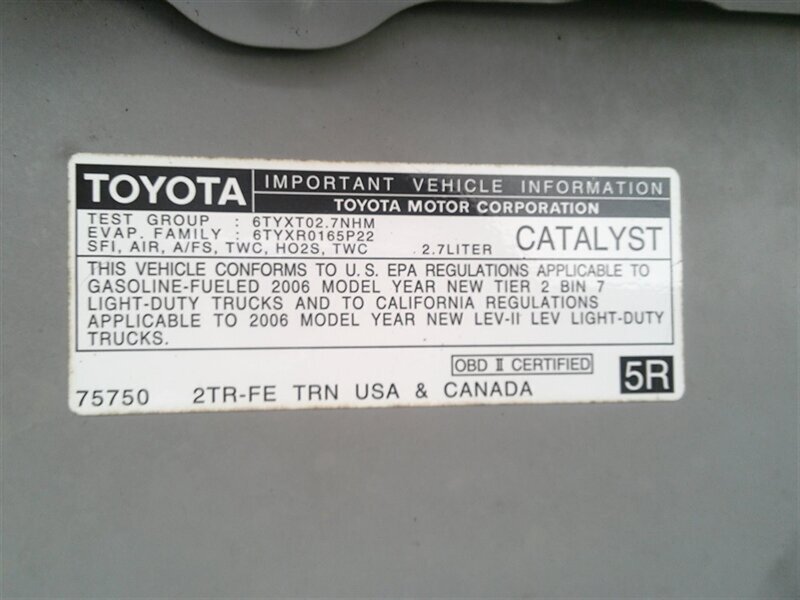 TOYOTA
IMPORTANT VEHICLE INFORMATION
TOYOTA MOTOR CORPORATION
TEST GROUP : 6TYXT02.7NHM
EVAP. FAMILY : 6TYXR0165P22
SFI, AIR, A/FS, TWC, HO2S, TWC 2.7LITER CATALYST
THIS VEHICLE CONFORMS TO U.S. EPA REGULATIONS APPLICABLE TO
GASOLINE-FUELED 2006 MODEL YEAR NEW TIER 2 BIN 7
LIGHT-DUTY TRUCKS AND TO CALIFORNIA REGULATIONS
APPLICABLE TO 2006 MODEL YEAR NEW LEV-II LEV LIGHT-DUTY
TRUCKS.
OBD II CERTIFIED
75750 2TR-FE TRN USA & CANADA 5R